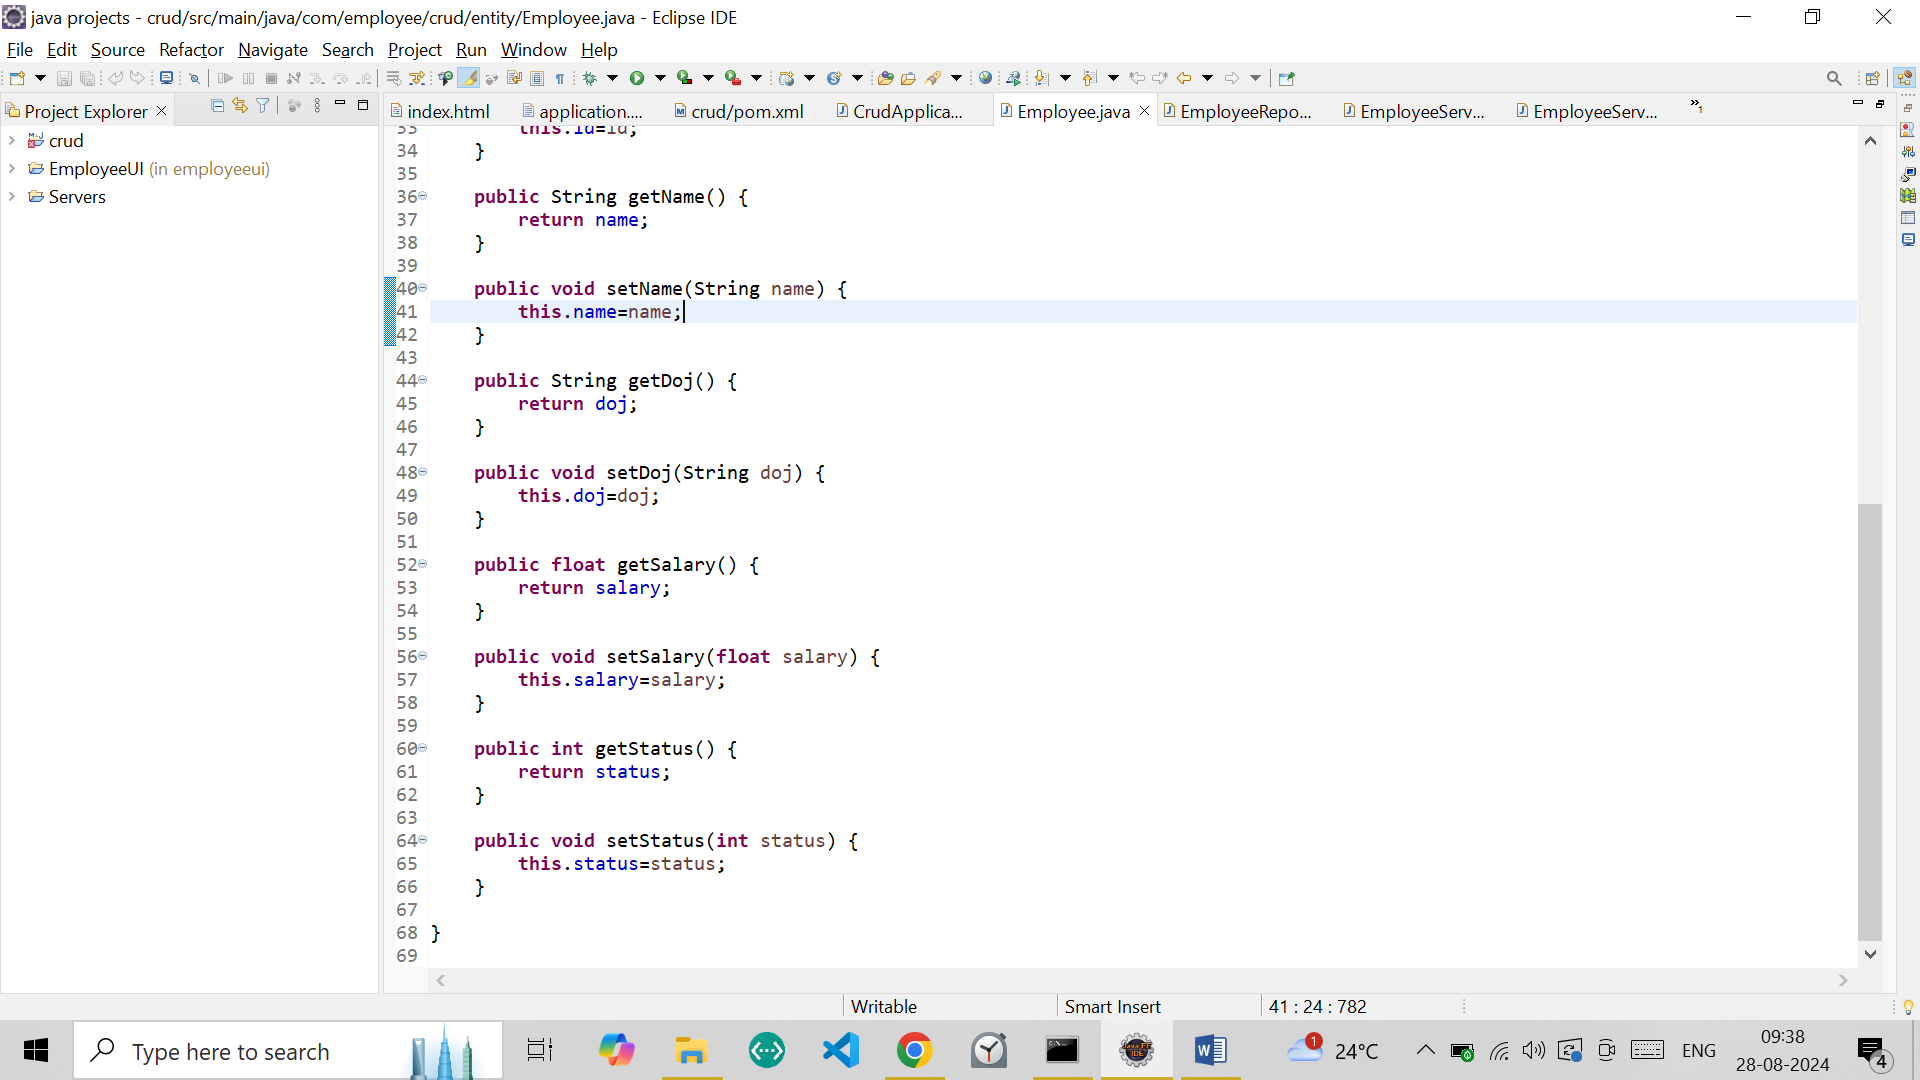 java projects - crud/src/main/java/com/employee/crud/entity/Employee.java - Eclipse IDE
File Edit Source Refactor Navigate Search Project Run Window Help
Project Explorer
index.html application.... crud/pom.xml CrudApplica... Employee.java EmployeeRepo... EmployeeServ... EmployeeServ... »1
crud
EmployeeUI (in employeeui)
Servers
33 this.id=id;
34 }
35
36 public String getName() {
37 return name;
38 }
39
40 public void setName(String name) {
41 this.name=name;
42 }
43
44 public String getDoj() {
45 return doj;
46 }
47
48 public void setDoj(String doj) {
49 this.doj=doj;
50 }
51
52 public float getSalary() {
53 return salary;
54 }
55
56 public void setSalary(float salary) {
57 this.salary=salary;
58 }
59
60 public int getStatus() {
61 return status;
62 }
63
64 public void setStatus(int status) {
65 this.status=status;
66 }
67
68 }
69
Writable Smart Insert 41 : 24 : 782
Type here to search
1 24°C ENG 09:38
28-08-2024 4